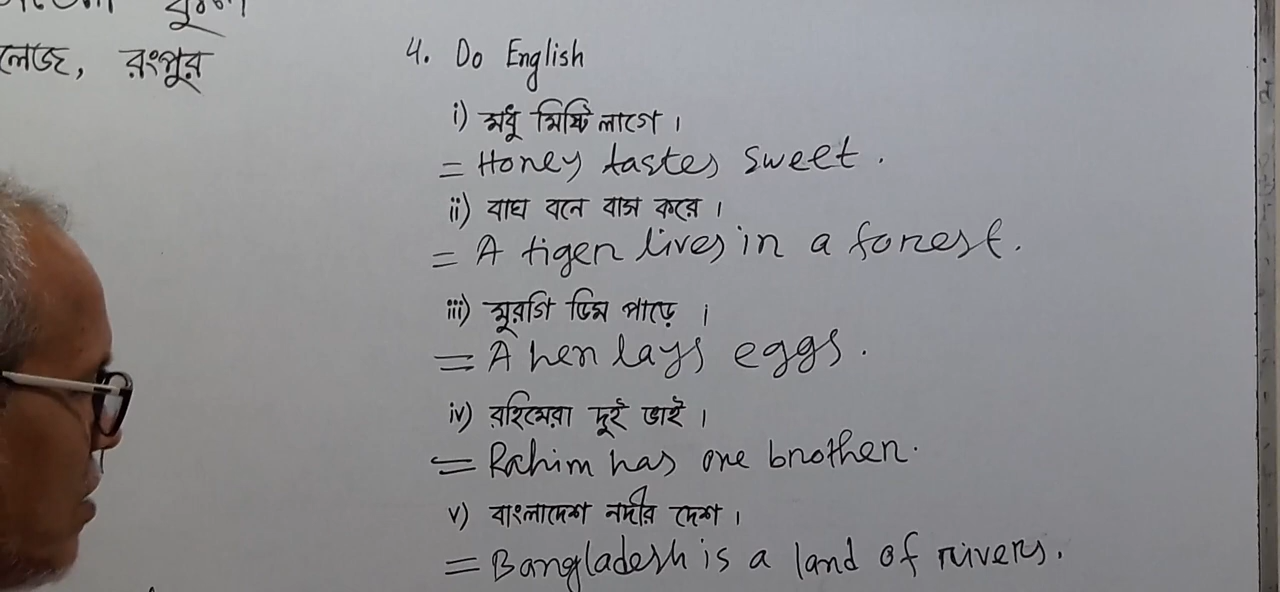 রংপুর
4. Do English
i) মধু মিষ্টি লাগে।
= Honey tastes sweet.
ii) বাঘ বনে বাস করে।
= A tiger lives in a forest.
iii) মুরগি ডিম পাড়ে।
= A hen lays eggs.
iv) রহিমেরা দুই ভাই।
= Rahim has one brother.
v) বাংলাদেশ নদীর দেশ।
= Bangladesh is a land of rivers.